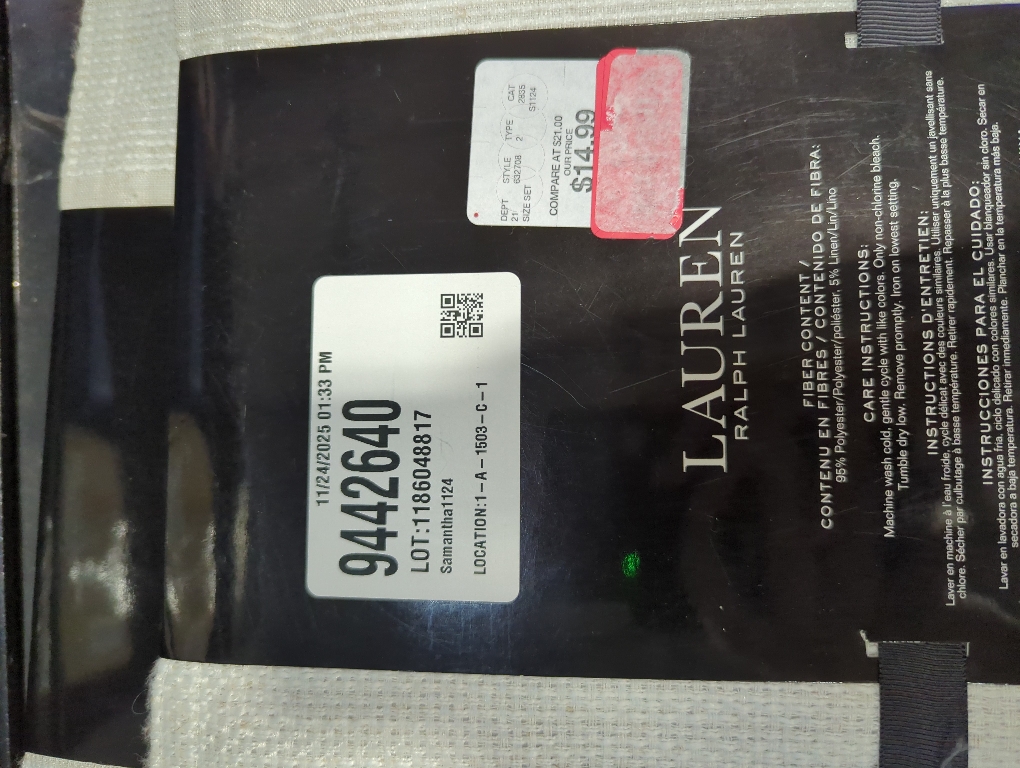 DEPT STYLE TYPE CAT
21 632708 2 2835
SIZE SET S1124
COMPARE AT $21.00
OUR PRICE
$14.99
11/24/2025 01:33 PM
9442640
LOT:1186048817
Samantha1124
LOCATION:1-A-1503-C-1
LAUREN
RALPH LAUREN
FIBER CONTENT /
CONTENU EN FIBRES / CONTENIDO DE FIBRA:
95% Polyester/Polyester/poliéster, 5% Linen/Lin/Lino
CARE INSTRUCTIONS:
Machine wash cold, gentle cycle with like colors. Only non-chlorine bleach.
Tumble dry low. Remove promptly. Iron on lowest setting.
INSTRUCTIONS D'ENTRETIEN:
Laver en machine à l'eau froide, cycle délicat avec des couleurs similaires. Utiliser uniquement un javellisant sans
chlore. Sécher par culbutage à basse température. Retirer rapidement. Repasser à la plus basse température.
INSTRUCCIONES PARA EL CUIDADO:
Lavar en lavadora con agua fría, ciclo delicado con colores similares. Usar blanqueador sin cloro. Secar en
secadora a baja temperatura. Retirar inmediatamente. Planchar en la temperatura más baja.